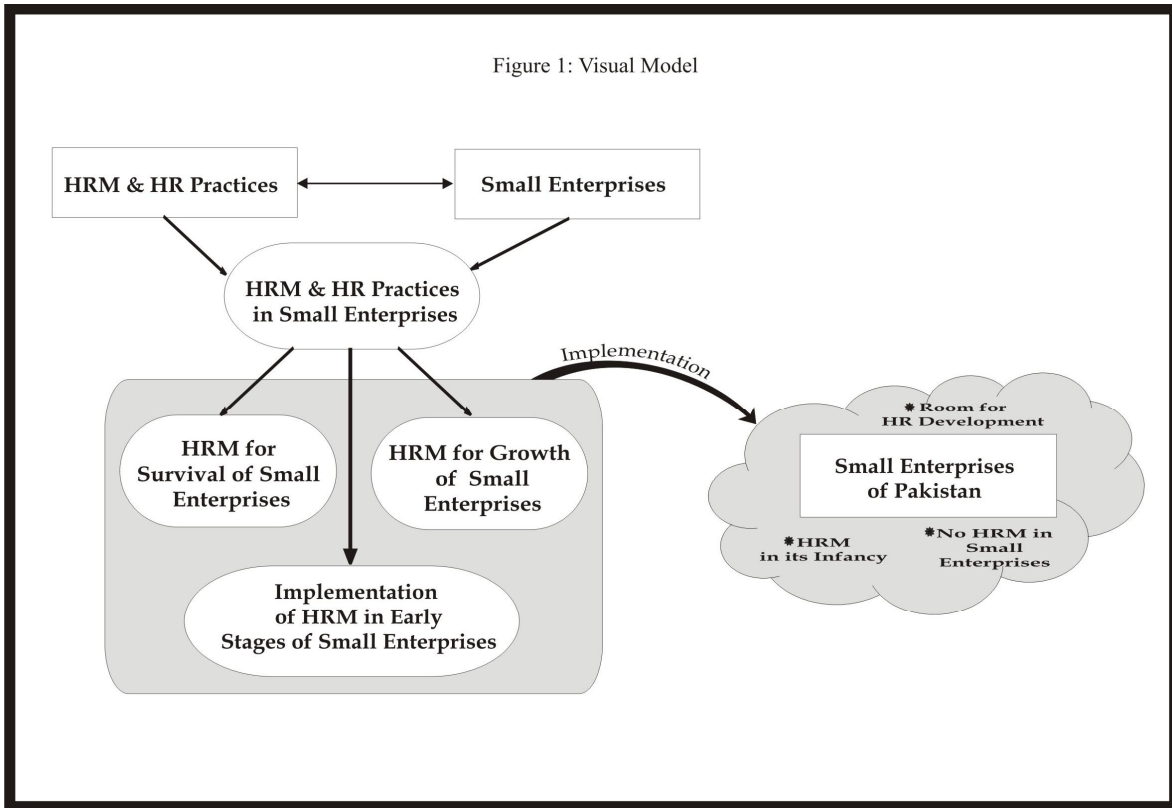 Figure 1: Visual Model
HRM & HR Practices
Small Enterprises
HRM & HR Practices
in Small Enterprises
HRM for
Survival of Small
Enterprises
HRM for Growth
of Small
Enterprises
Implementation
of HRM in Early
Stages of Small Enterprises
Implementation
* Room for
HR Development
Small Enterprises
of Pakistan
*HRM
in its Infancy
*No HRM in
Small
Enterprises